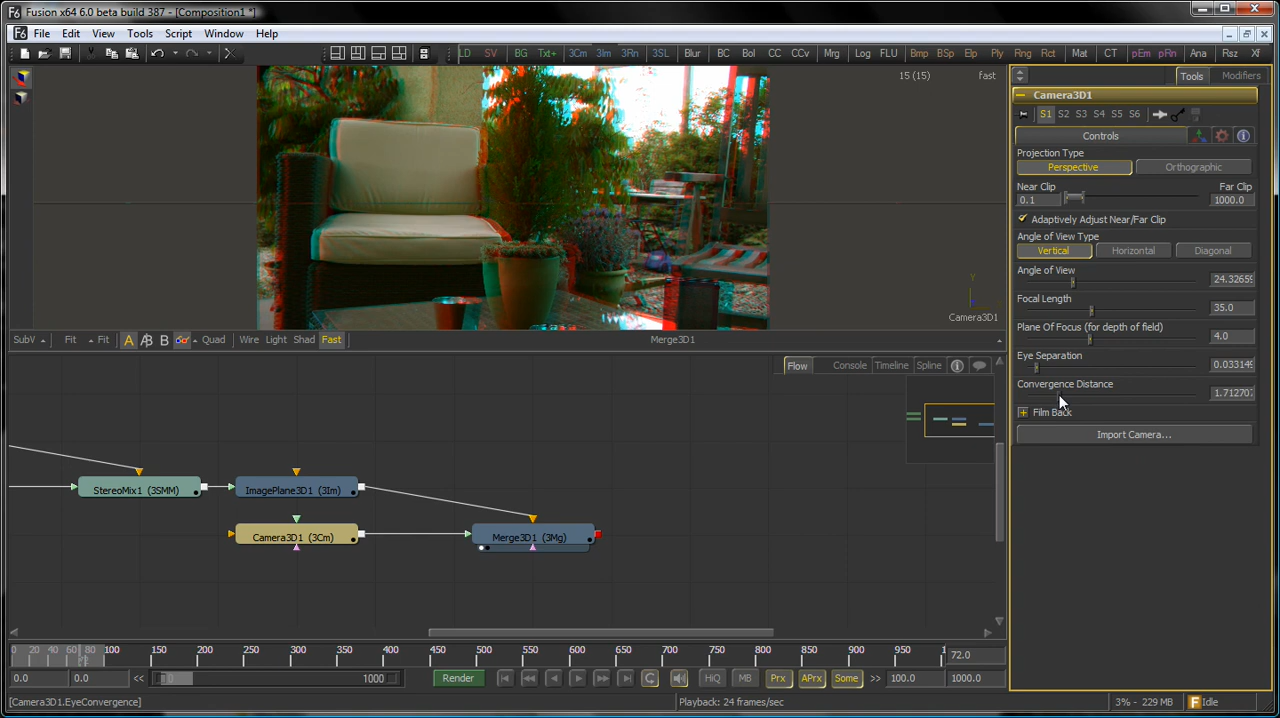 Fusion x64 6.0 beta build 387 - [Composition1 *]
File Edit View Tools Script Window Help
LD SV BG Txt+ 3Cm 3Im 3Rn 3SL Blur BC Bol CC CCv Mrg Log FLU Bmp BSp Elp Ply Rng Rct Mat CT pEm pRn Ana Rsz Xf
15 (15) Fast
Tools Modifiers
Camera3D1
S1 S2 S3 S4 S5 S6
Controls
Projection Type
Perspective Orthographic
Near Clip Far Clip
0.1 1000.0
Adaptively Adjust Near/Far Clip
Angle of View Type
Vertical Horizontal Diagonal
Angle of View
24.32659
Focal Length
35.0
Plane Of Focus (for depth of field)
4.0
Eye Separation
0.033149
Convergence Distance
1.712707
Film Back
Import Camera...
Y
Camera3D1
SubV Fit Fit A A/B B Quad Wire Light Shad Fast Merge3D1
Flow Console Timeline Spline
StereoMix1 (3SMM) ImagePlane3D1 (3Im)
Camera3D1 (3Cm) Merge3D1 (3Mg)
0 20 40 60 80 100 150 200 250 300 350 400 450 500 550 600 650 700 750 800 850 900 950 72.0
0.0 0.0 << 1000 Render HiQ MB Prx APrx Some >> 100.0 1000.0
[Camera3D1.EyeConvergence] Playback: 24 frames/sec 3% - 229 MB Idle